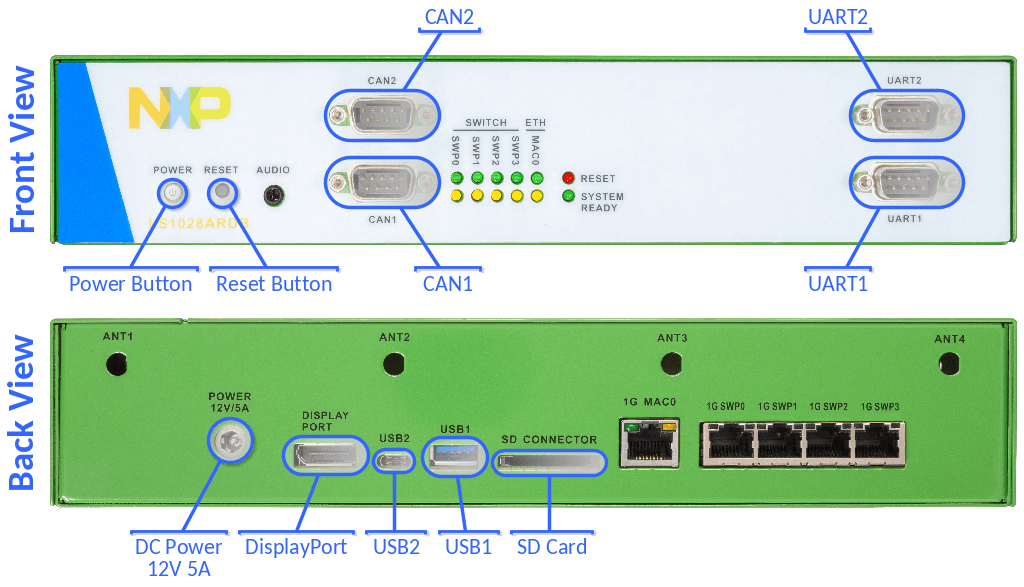 CAN2
UART2
Front View
NXP
CAN2
UART2
SWITCH
ETH
SWP0
SWP1
SWP2
SWP3
MAC0
POWER
RESET
AUDIO
RESET
SYSTEM
READY
LS1028ARDB
CAN1
UART1
Power Button
Reset Button
CAN1
UART1
Back View
ANT1
ANT2
ANT3
ANT4
POWER
12V/5A
DISPLAY
PORT
USB2
USB1
SD CONNECTOR
1G MAC0
1G SWP0
1G SWP1
1G SWP2
1G SWP3
DC Power
12V 5A
DisplayPort
USB2
USB1
SD Card